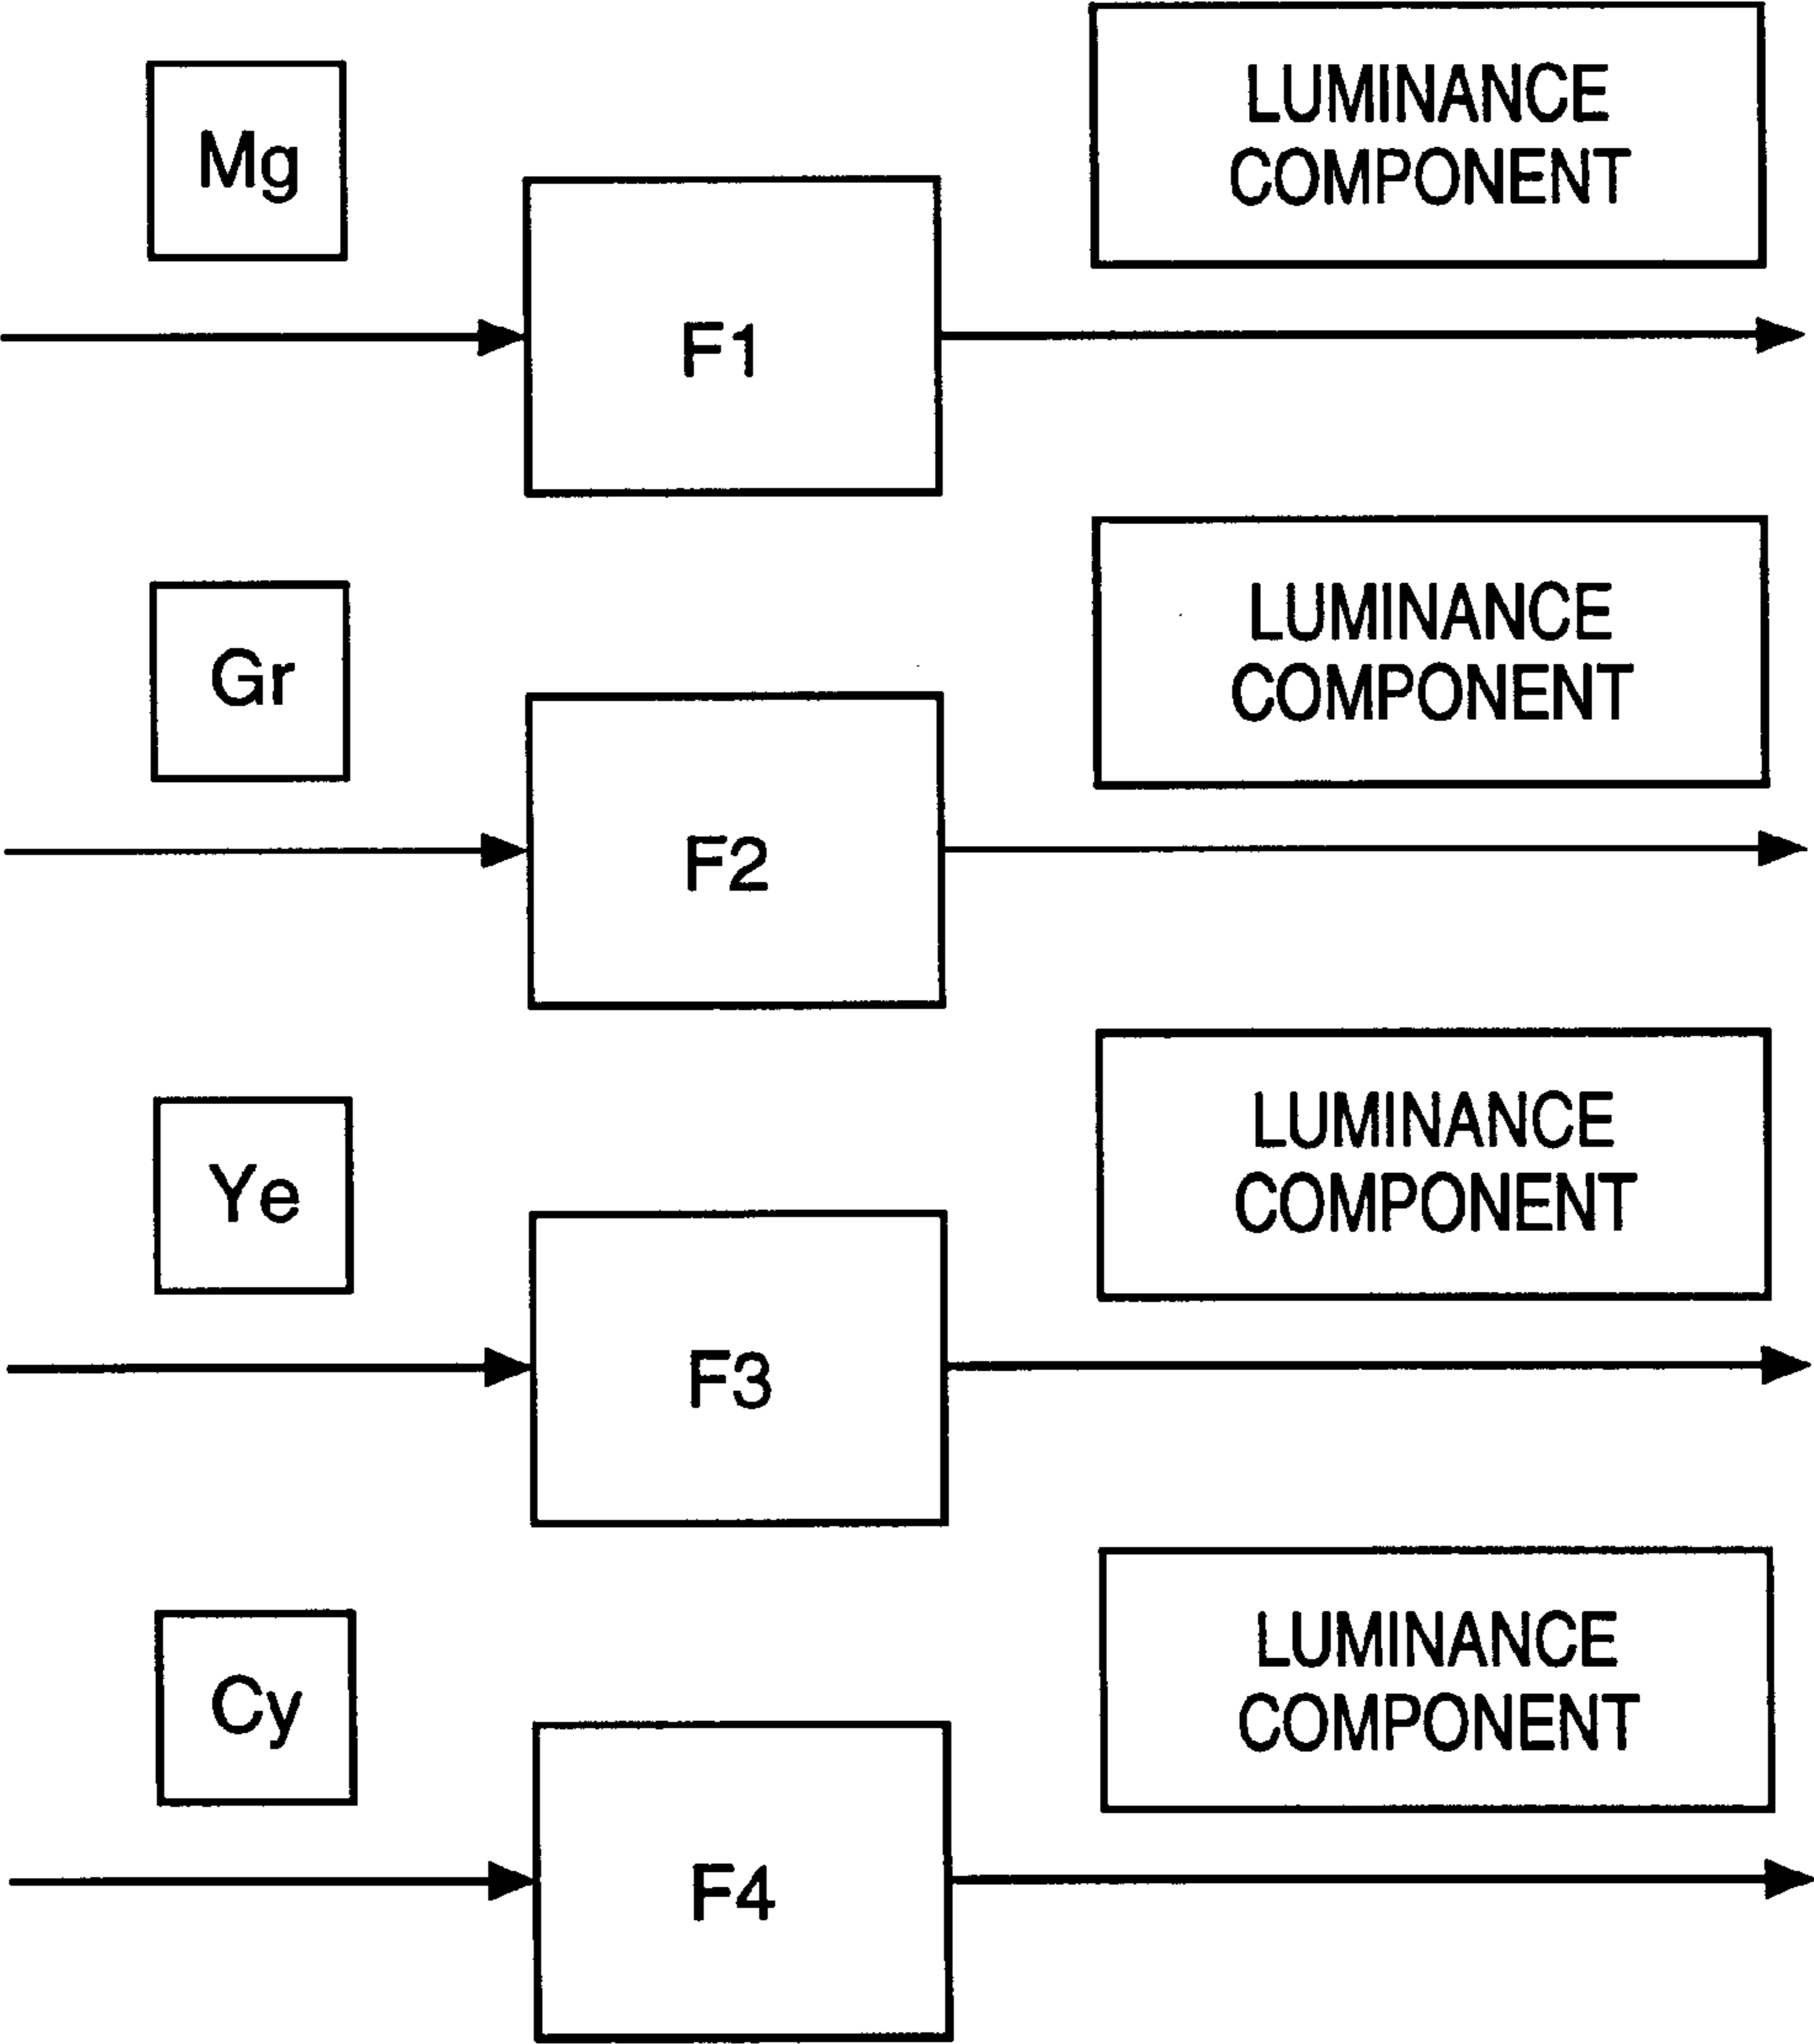 Mg
LUMINANCE
COMPONENT
F1
Gr
LUMINANCE
COMPONENT
F2
Ye
LUMINANCE
COMPONENT
F3
Cy
LUMINANCE
COMPONENT
F4